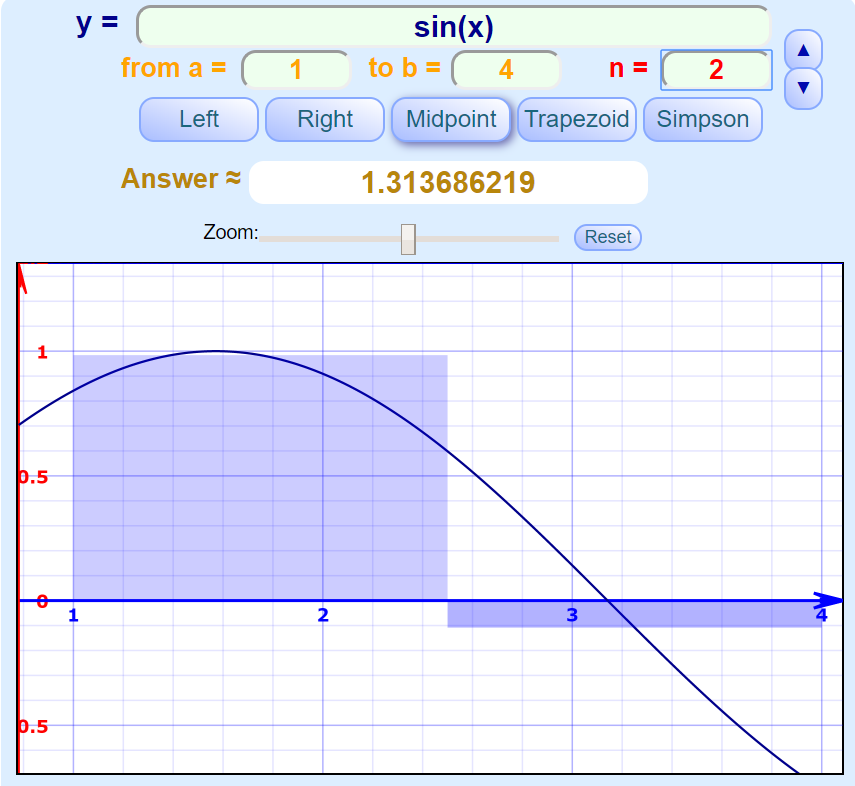 y = sin(x)
from a = 1 to b = 4 n = 2
▲
▼
Left Right Midpoint Trapezoid Simpson
Answer ≈ 1.313686219
Zoom:
Reset
1
0.5
0
1 2 3 4
0.5